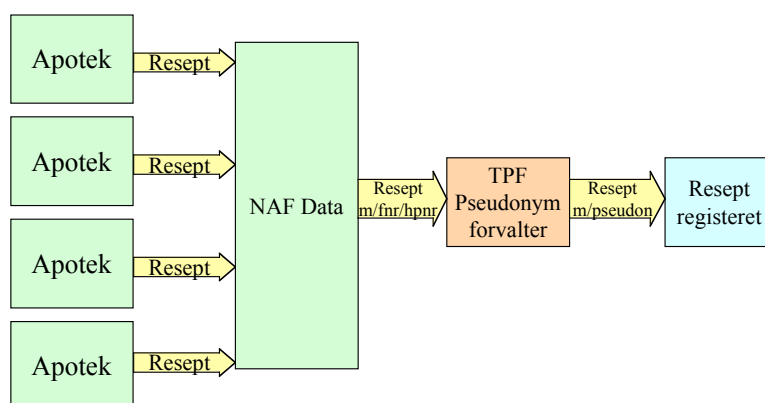 Apotek
Resept
Apotek
Resept
Apotek
Resept
Apotek
Resept
NAF Data
Resept
m/fnr/hpnr
TPF
Pseudonym
forvalter
Resept
m/pseudon
Resept
registeret